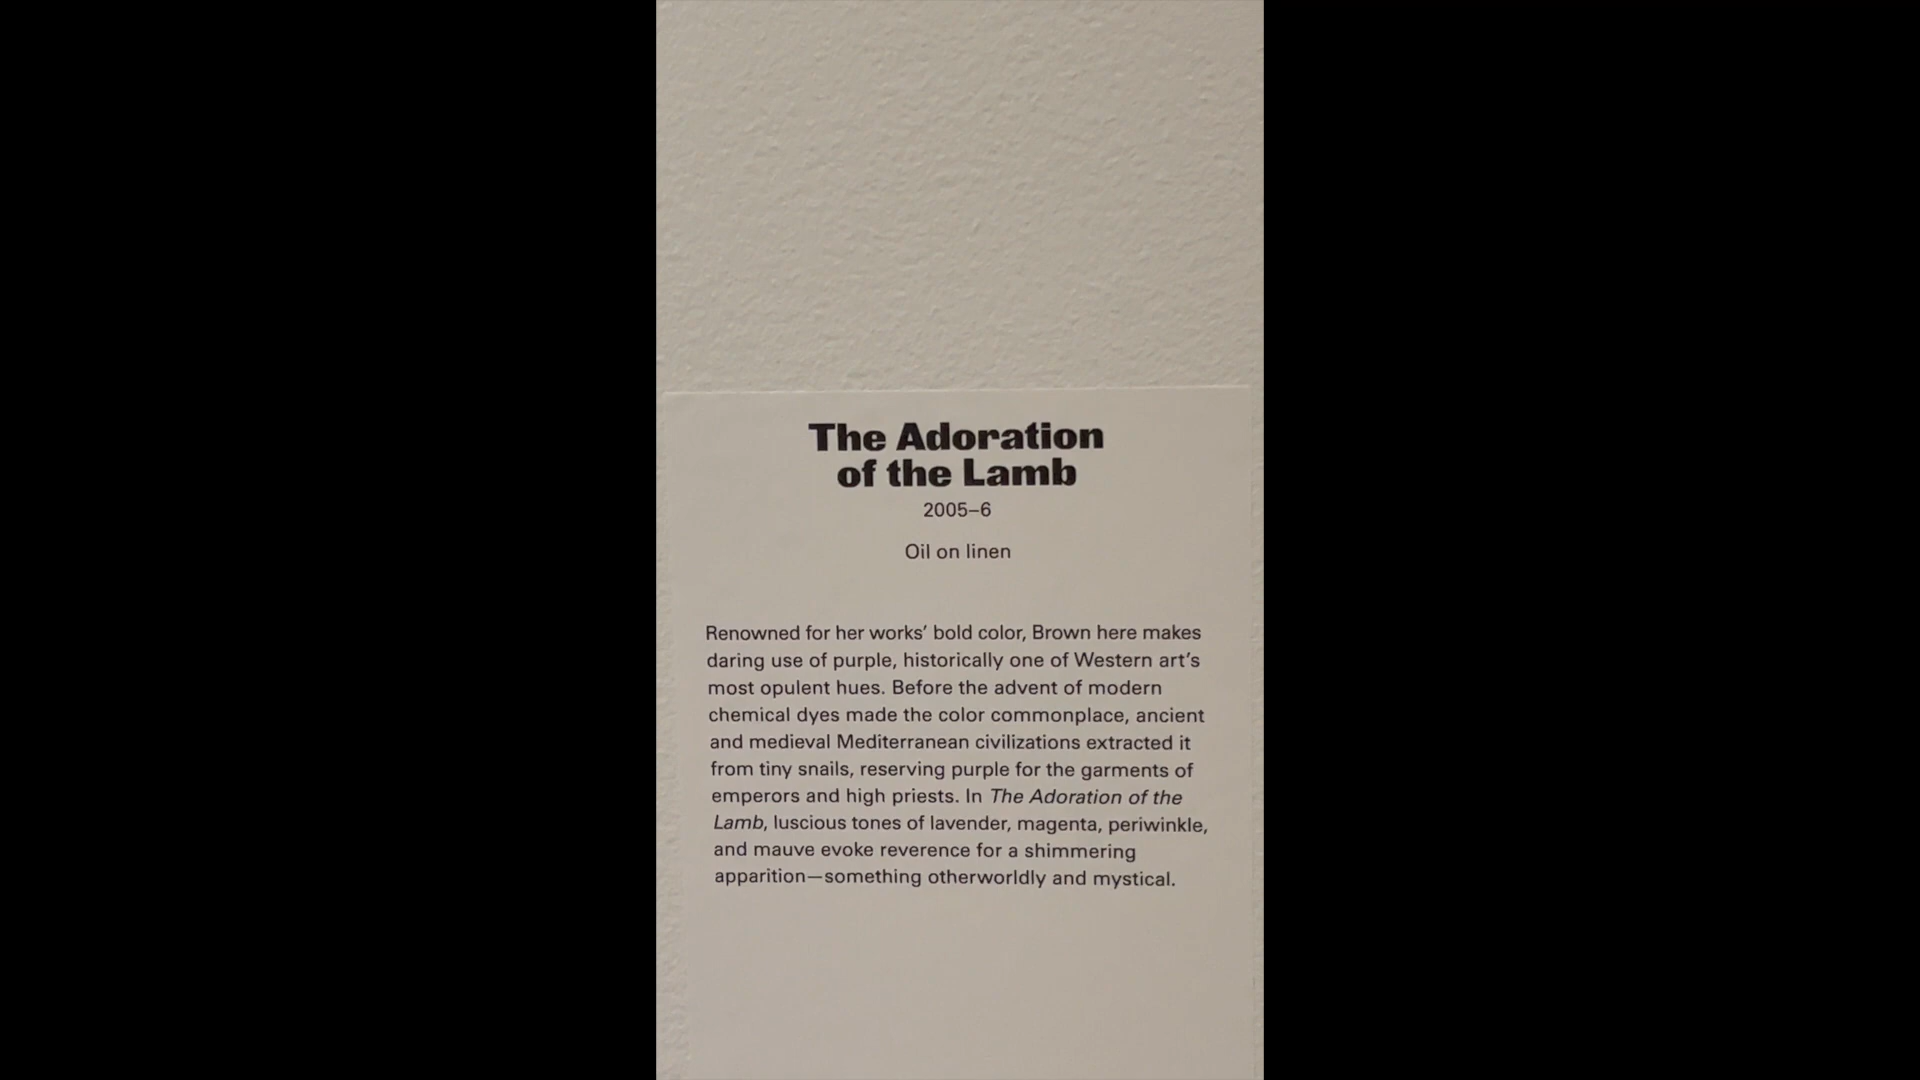 The Adoration
of the Lamb
2005–6
Oil on linen
Renowned for her works’ bold color, Brown here makes
daring use of purple, historically one of Western art’s
most opulent hues. Before the advent of modern
chemical dyes made the color commonplace, ancient
and medieval Mediterranean civilizations extracted it
from tiny snails, reserving purple for the garments of
emperors and high priests. In The Adoration of the
Lamb, luscious tones of lavender, magenta, periwinkle,
and mauve evoke reverence for a shimmering
apparition—something otherworldly and mystical.